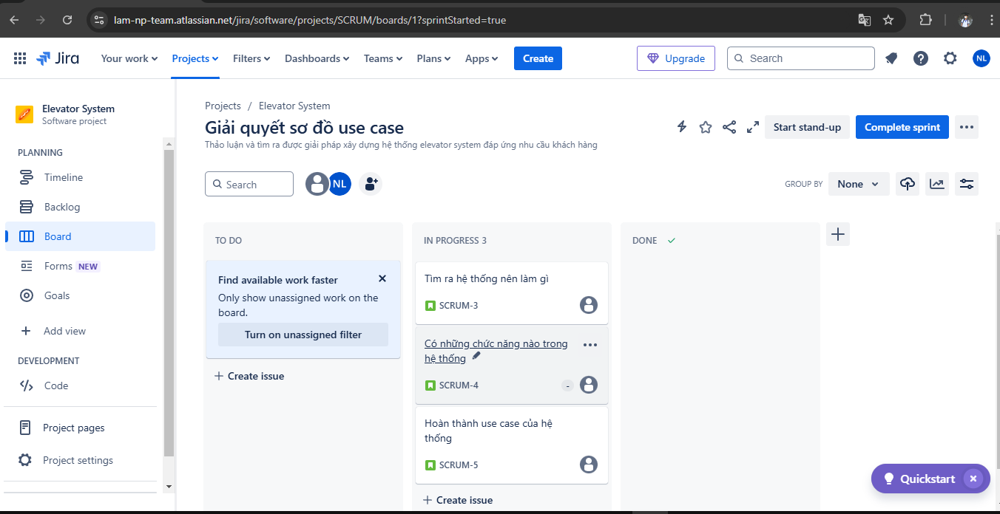 lam-np-team.atlassian.net/jira/software/projects/SCRUM/boards/1?sprintStarted=true
Jira
Your work
Projects
Filters
Dashboards
Teams
Plans
Apps
Create
Upgrade
Search
NL
Elevator System
Software project
PLANNING
Timeline
Backlog
Board
Forms NEW
Goals
Add view
DEVELOPMENT
Code
Project pages
Project settings
Projects / Elevator System
Giải quyết sơ đồ use case
Thảo luận và tìm ra được giải pháp xây dựng hệ thống elevator system đáp ứng nhu cầu khách hàng
Start stand-up
Complete sprint
Search
NL
GROUP BY
None
TO DO
Find available work faster
Only show unassigned work on the
board.
Turn on unassigned filter
Create issue
IN PROGRESS 3
Tìm ra hệ thống nên làm gì
SCRUM-3
Có những chức năng nào trong
hệ thống
SCRUM-4
-
Hoàn thành use case của hệ
thống
SCRUM-5
Create issue
DONE
Quickstart